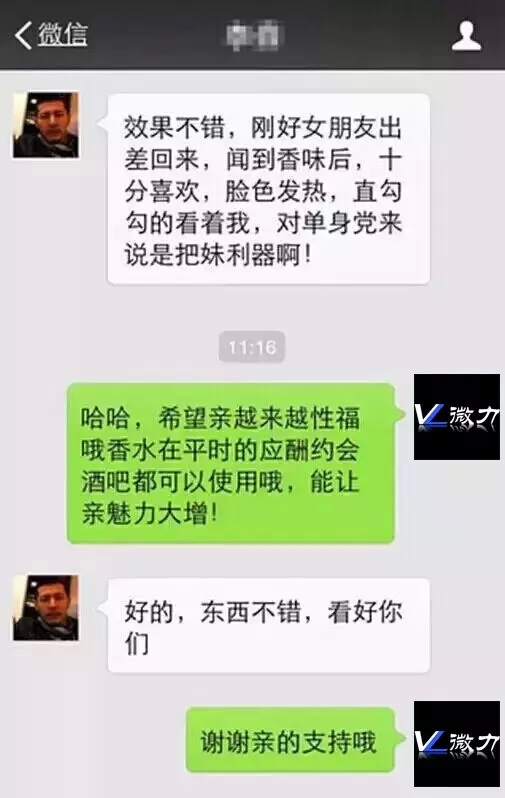 微信
效果不错，刚好女朋友出
差回来，闻到香味后，十
分喜欢，脸色发热，直勾
勾的看着我，对单身党来
说是把妹利器啊！
11:16
哈哈，希望亲越来越性福
哦香水在平时的应酬约会
酒吧都可以使用哦，能让
亲魅力大增！
VL微力
好的，东西不错，看好你
们
谢谢亲的支持哦
VL微力